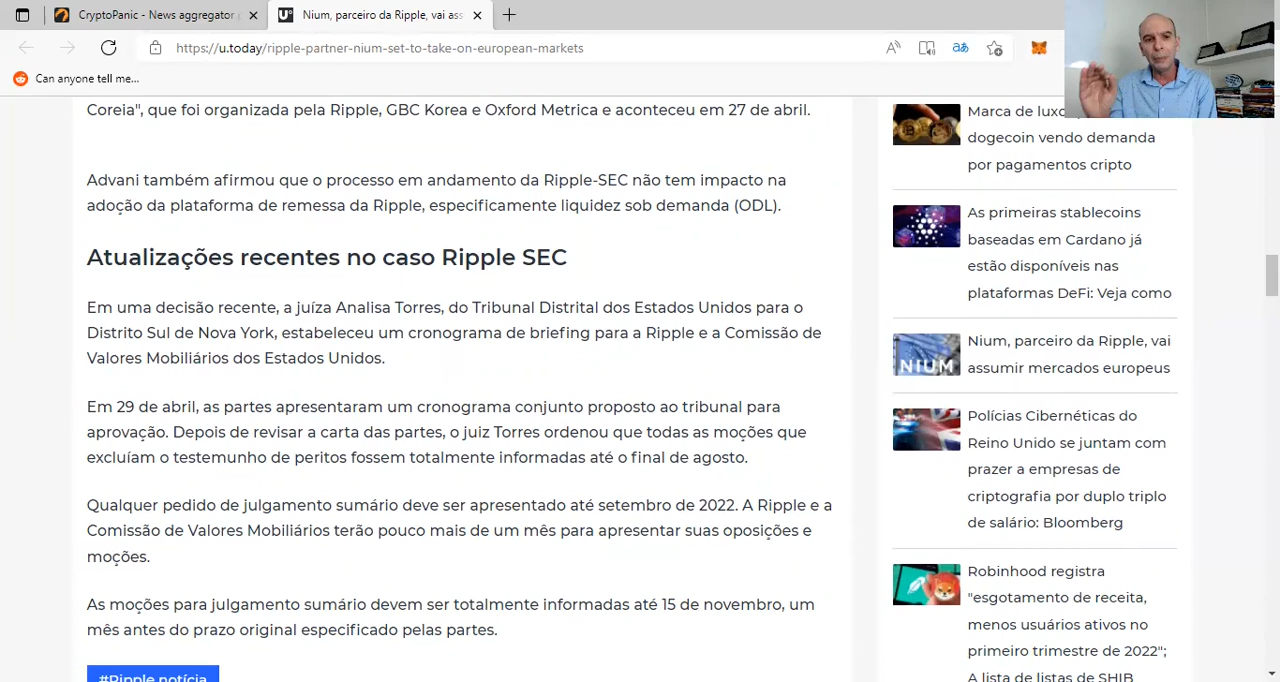 CryptoPanic - News aggregator
Nium, parceiro da Ripple, vai ass
https://u.today/ripple-partner-nium-set-to-take-on-european-markets
Can anyone tell me...
Coreia", que foi organizada pela Ripple, GBC Korea e Oxford Metrica e aconteceu em 27 de abril.
Advani também afirmou que o processo em andamento da Ripple-SEC não tem impacto na
adoção da plataforma de remessa da Ripple, especificamente liquidez sob demanda (ODL).
Atualizações recentes no caso Ripple SEC
Em uma decisão recente, a juíza Analisa Torres, do Tribunal Distrital dos Estados Unidos para o
Distrito Sul de Nova York, estabeleceu um cronograma de briefing para a Ripple e a Comissão de
Valores Mobiliários dos Estados Unidos.
Em 29 de abril, as partes apresentaram um cronograma conjunto proposto ao tribunal para
aprovação. Depois de revisar a carta das partes, o juiz Torres ordenou que todas as moções que
excluíam o testemunho de peritos fossem totalmente informadas até o final de agosto.
Qualquer pedido de julgamento sumário deve ser apresentado até setembro de 2022. A Ripple e a
Comissão de Valores Mobiliários terão pouco mais de um mês para apresentar suas oposições e
moções.
As moções para julgamento sumário devem ser totalmente informadas até 15 de novembro, um
mês antes do prazo original especificado pelas partes.
#Ripple notícia
Marca de luxo
dogecoin vendo demanda
por pagamentos cripto
As primeiras stablecoins
baseadas em Cardano já
estão disponíveis nas
plataformas DeFi: Veja como
NIUM
Nium, parceiro da Ripple, vai
assumir mercados europeus
Polícias Cibernéticas do
Reino Unido se juntam com
prazer a empresas de
criptografia por duplo triplo
de salário: Bloomberg
Robinhood registra
"esgotamento de receita,
menos usuários ativos no
primeiro trimestre de 2022";
A lista de listas de SHIB